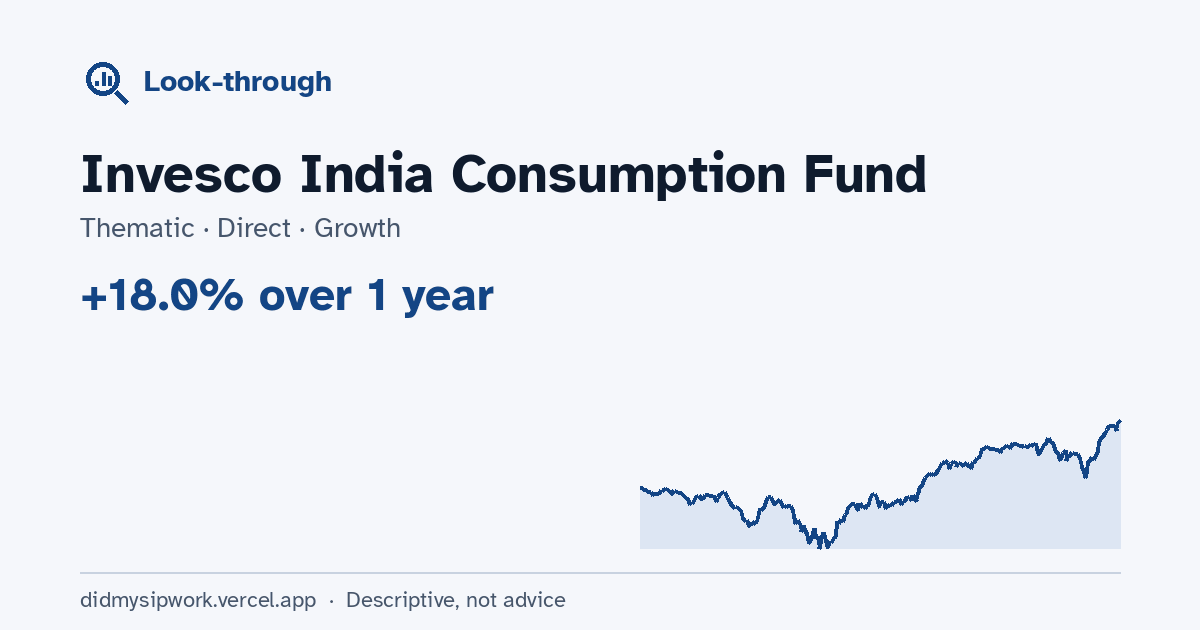 Look-through
Invesco India Consumption Fund
Thematic · Direct · Growth
+18.0% over 1 year
didmysipwork.vercel.app · Descriptive, not advice